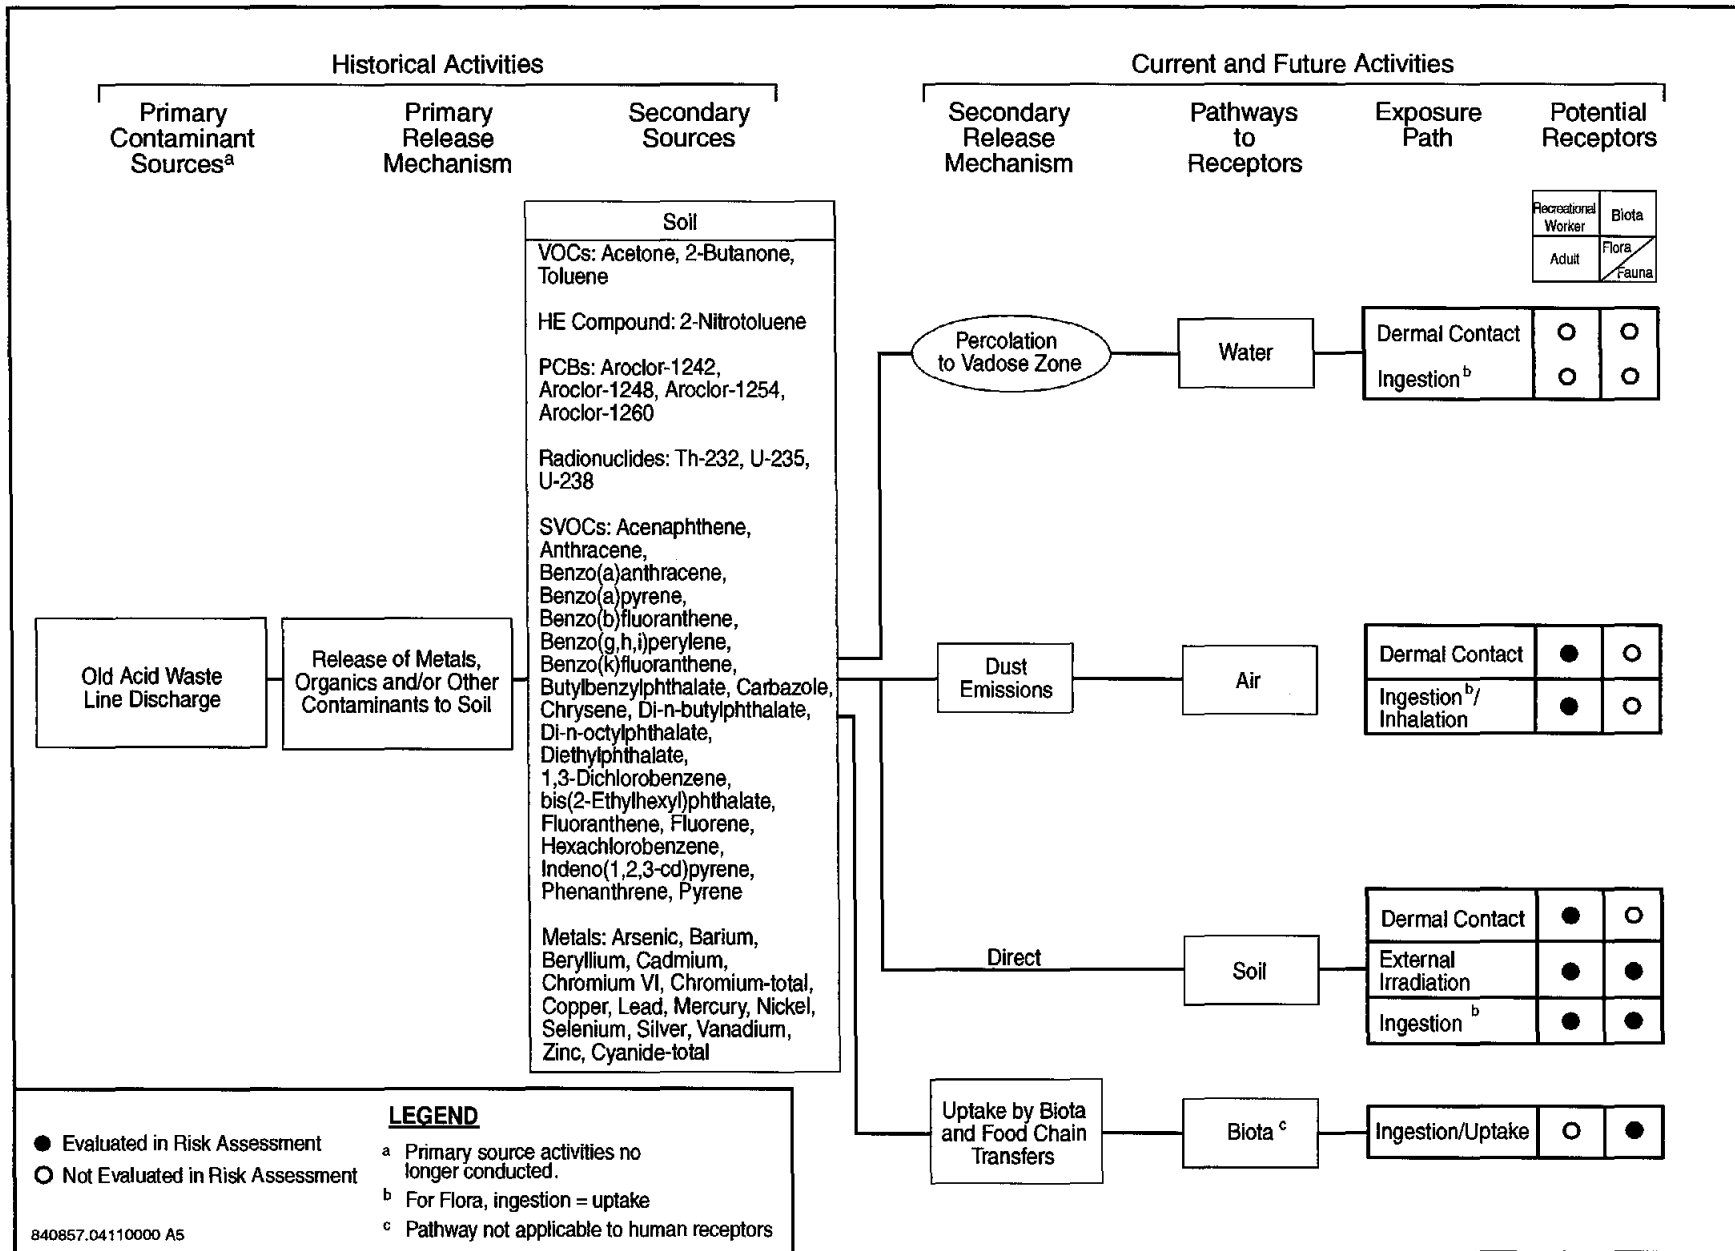 Historical Activities
Current and Future Activities
Primary
Contaminant
Sourcesᵃ
Primary
Release
Mechanism
Secondary
Sources
Secondary
Release
Mechanism
Pathways
to
Receptors
Exposure
Path
Potential
Receptors
Recreational
Worker
Biota
Adult
Flora
Fauna
Old Acid Waste
Line Discharge
Release of Metals,
Organics and/or Other
Contaminants to Soil
Soil
VOCs: Acetone, 2-Butanone,
Toluene
HE Compound: 2-Nitrotoluene
PCBs: Aroclor-1242,
Aroclor-1248, Aroclor-1254,
Aroclor-1260
Radionuclides: Th-232, U-235,
U-238
SVOCs: Acenaphthene,
Anthracene,
Benzo(a)anthracene,
Benzo(a)pyrene,
Benzo(b)fluoranthene,
Benzo(g,h,i)perylene,
Benzo(k)fluoranthene,
Butylbenzylphthalate, Carbazole,
Chrysene, Di-n-butylphthalate,
Di-n-octylphthalate,
Diethylphthalate,
1,3-Dichlorobenzene,
bis(2-Ethylhexyl)phthalate,
Fluoranthene, Fluorene,
Hexachlorobenzene,
Indeno(1,2,3-cd)pyrene,
Phenanthrene, Pyrene
Metals: Arsenic, Barium,
Beryllium, Cadmium,
Chromium VI, Chromium-total,
Copper, Lead, Mercury, Nickel,
Selenium, Silver, Vanadium,
Zinc, Cyanide-total
Percolation
to Vadose Zone
Water
Dermal Contact
Ingestion ᵇ
Dust
Emissions
Air
Dermal Contact
Ingestion ᵇ/
Inhalation
Direct
Soil
Dermal Contact
External
Irradiation
Ingestion ᵇ
Uptake by Biota
and Food Chain
Transfers
Biota ᶜ
Ingestion/Uptake
LEGEND
● Evaluated in Risk Assessment
O Not Evaluated in Risk Assessment
ᵃ Primary source activities no
longer conducted.
ᵇ For Flora, ingestion = uptake
ᶜ Pathway not applicable to human receptors
840857.04110000 A5